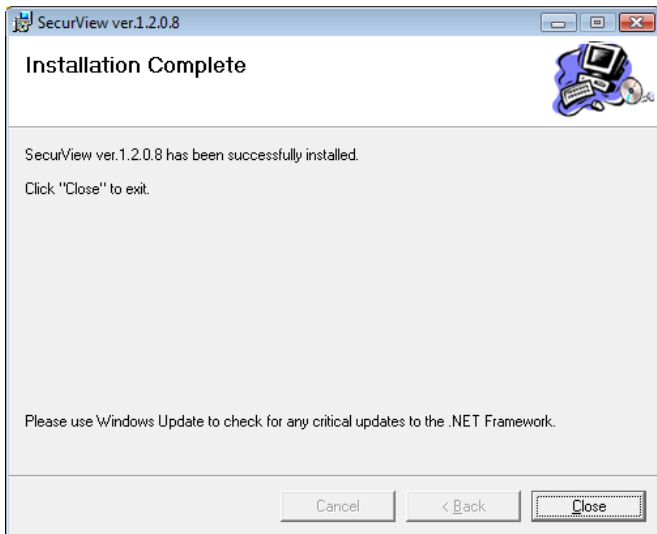 SecurView ver.1.2.0.8
Installation Complete
SecurView ver.1.2.0.8 has been successfully installed.
Click "Close" to exit.
Please use Windows Update to check for any critical updates to the .NET Framework.
Cancel
< Back
Close